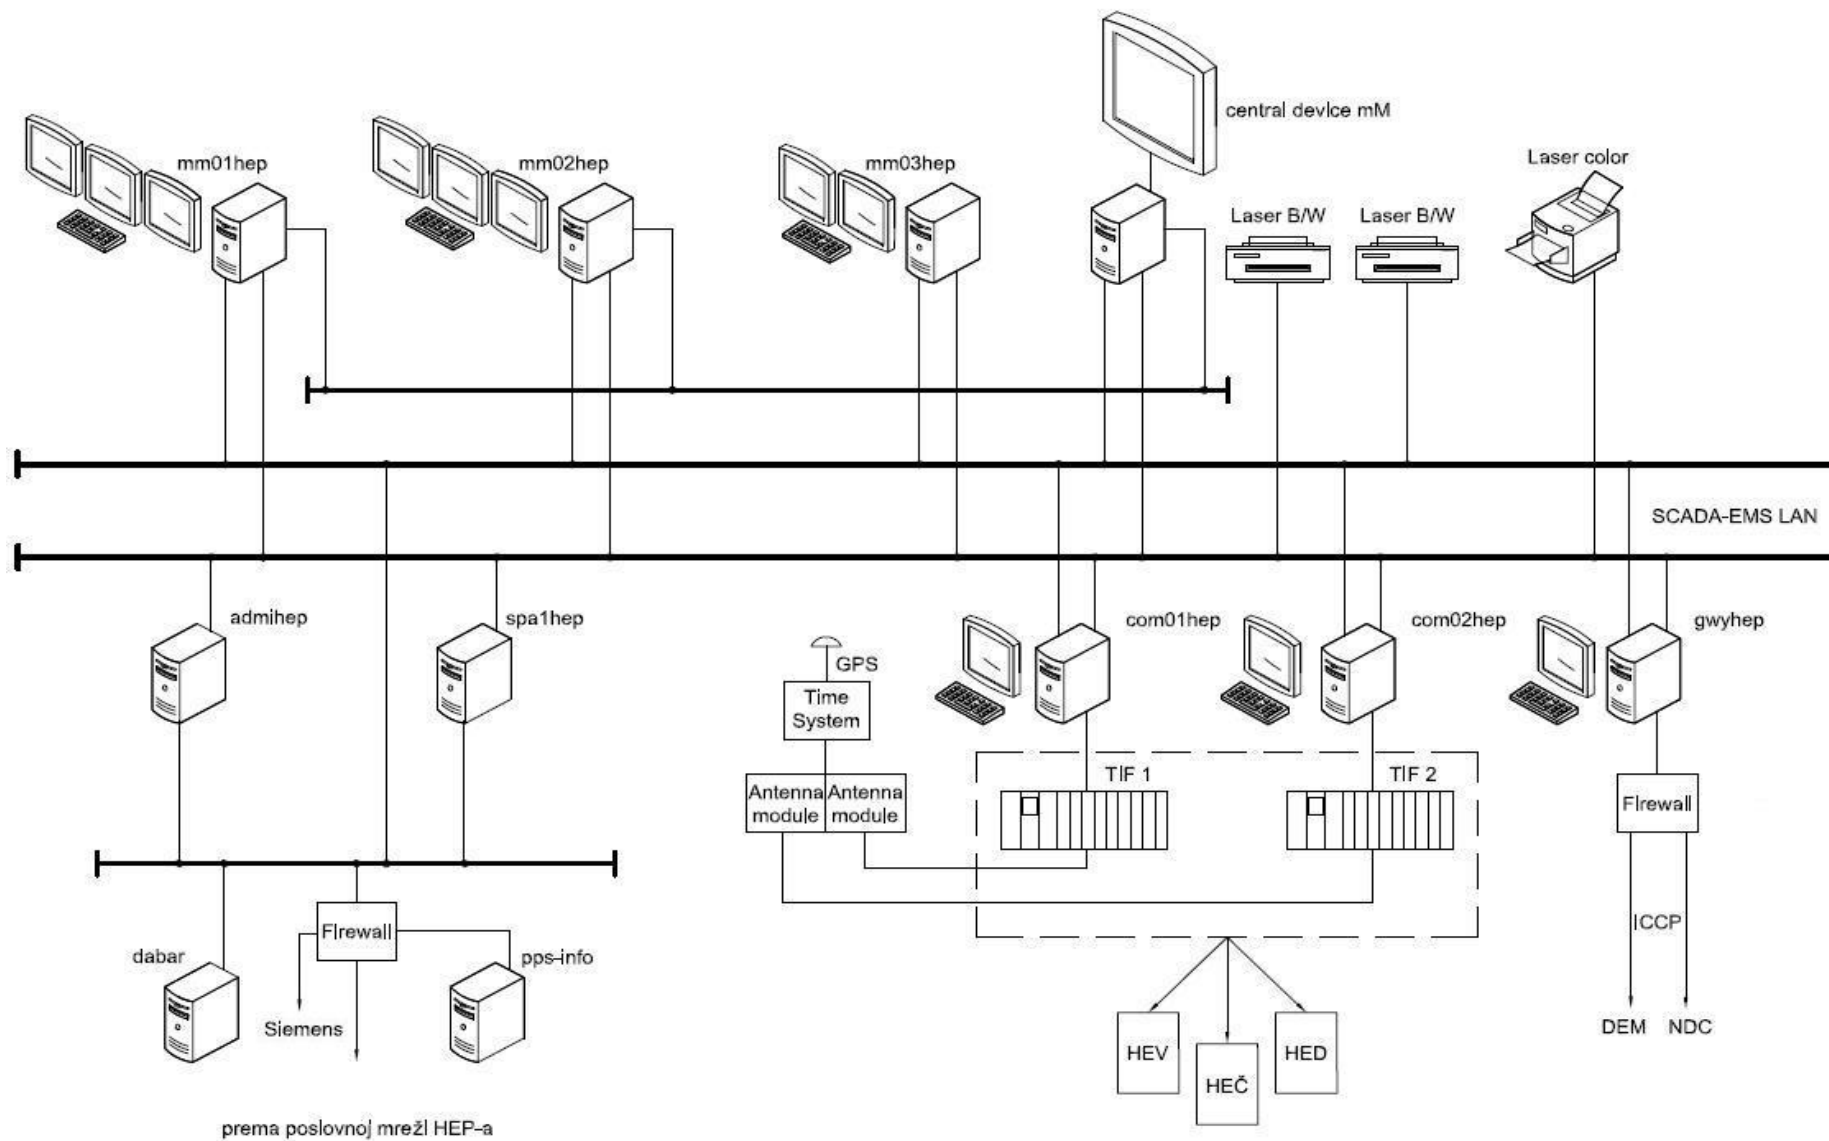 central device mM
mm01hep
mm02hep
mm03hep
Laser color
Laser B/W
Laser B/W
SCADA-EMS LAN
admihep
spa1hep
com01hep
com02hep
gwyhep
GPS
Time
System
TIF 1
TIF 2
Antenna
module
Antenna
module
Firewall
ICCP
Firewall
dabar
pps-info
Siemens
DEM
NDC
HEV
HEČ
HED
prema poslovnoj mreži HEP-a